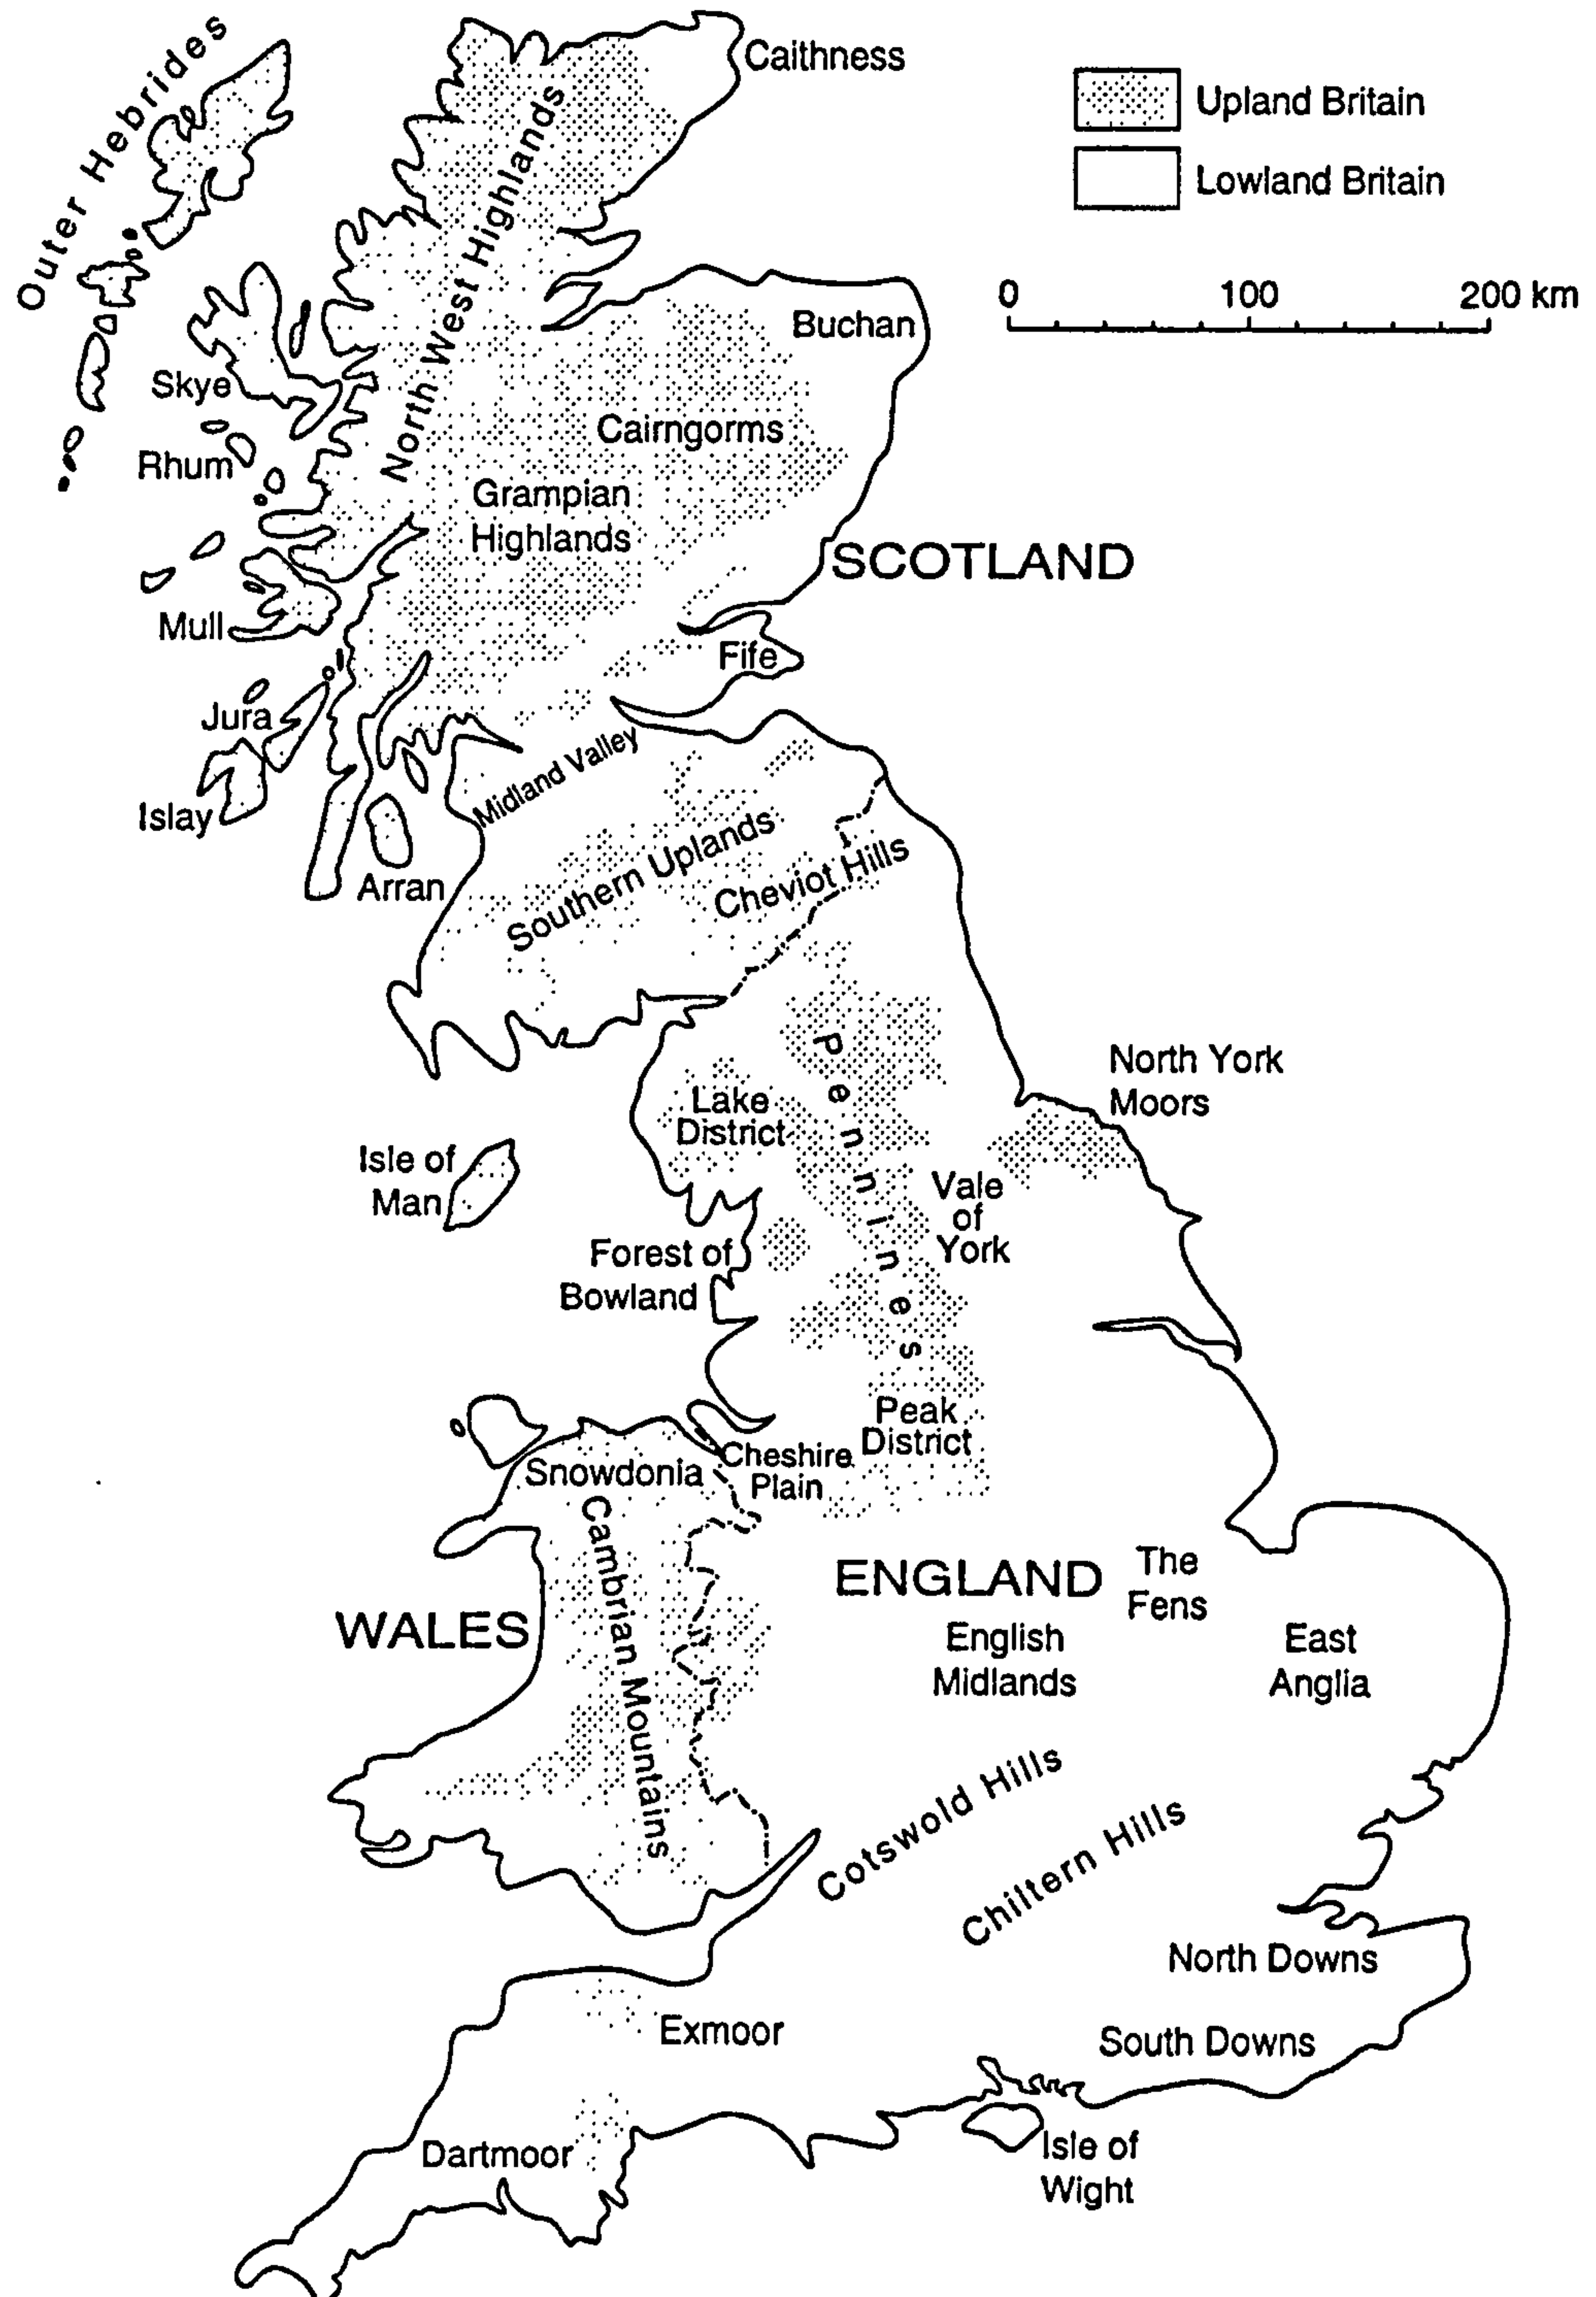 Outer Hebrides
Caithness
Upland Britain
Lowland Britain
North West Highlands
0 100 200 km
Buchan
Skye
Cairngorms
Rhum
Grampian
Highlands
SCOTLAND
Mull
Fife
Jura
Midland Valley
Islay
Southern Uplands
Cheviot Hills
Arran
Pennines
North York
Moors
Lake
District
Isle of
Man
Vale
of
York
Forest of
Bowland
Peak
District
Cheshire
Plain
Snowdonia
Cambrian Mountains
ENGLAND
The
Fens
WALES
English
Midlands
East
Anglia
Cotswold Hills
Chiltern Hills
North Downs
Exmoor
South Downs
Dartmoor
Isle of
Wight